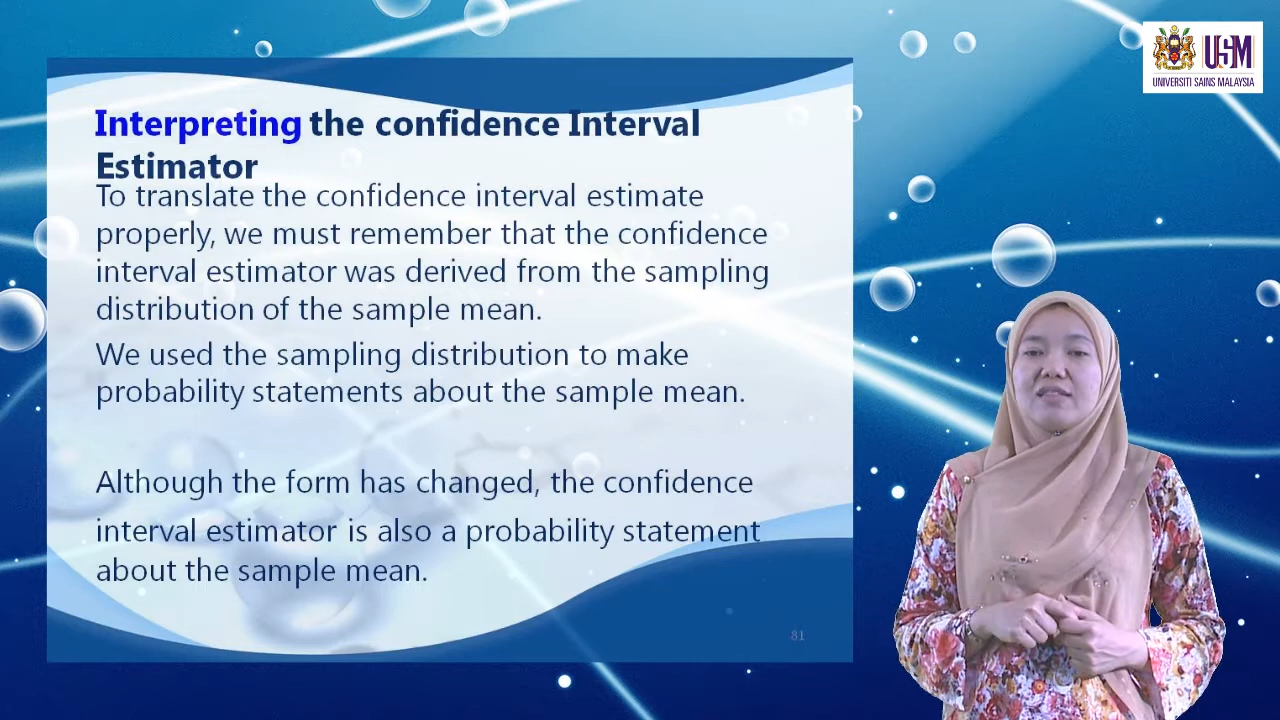 USM
UNIVERSITI SAINS MALAYSIA
Interpreting the confidence Interval
Estimator
To translate the confidence interval estimate
properly, we must remember that the confidence
interval estimator was derived from the sampling
distribution of the sample mean.
We used the sampling distribution to make
probability statements about the sample mean.
Although the form has changed, the confidence
interval estimator is also a probability statement
about the sample mean.
81